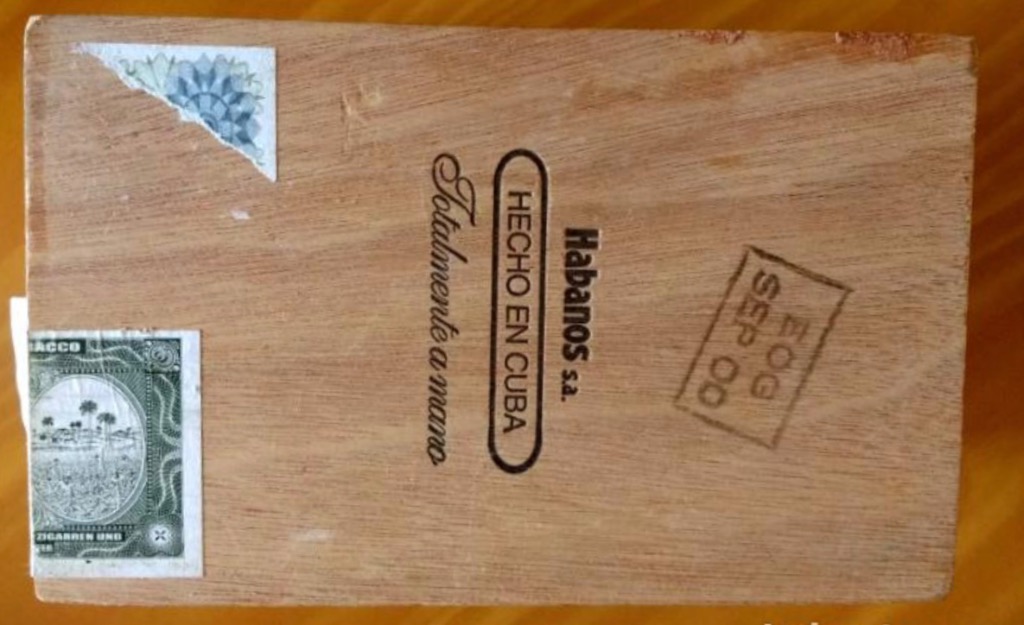 EOG
SEP 00
Habanos s.a.
HECHO EN CUBA
Totalmente a mano
BACCO
ZIGARREN UND